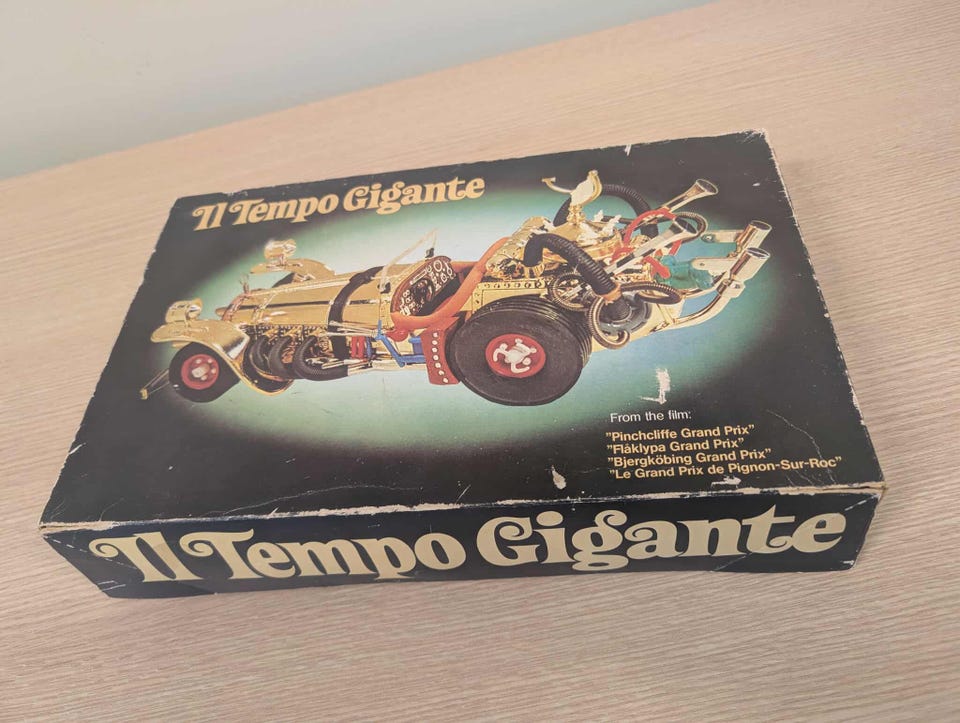 Il Tempo Gigante
From the film:
"Pinchcliffe Grand Prix"
"Flåklypa Grand Prix"
"Bjergköbing Grand Prix"
"Le Grand Prix de Pignon-Sur-Roc"
Il Tempo Gigante